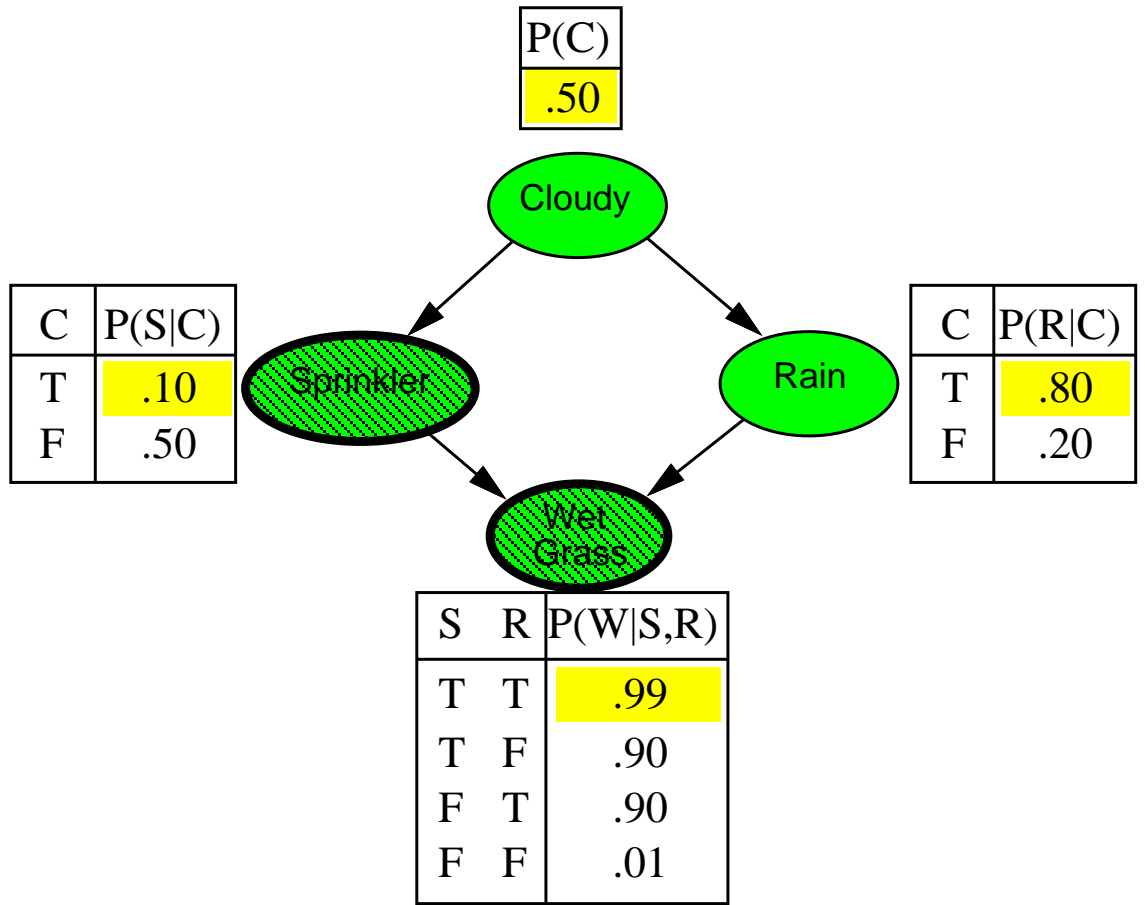 P(C)
.50
Cloudy
C P(S|C)
T .10
F .50
Sprinkler
Rain
C P(R|C)
T .80
F .20
Wet
Grass
S R P(W|S,R)
T T .99
T F .90
F T .90
F F .01